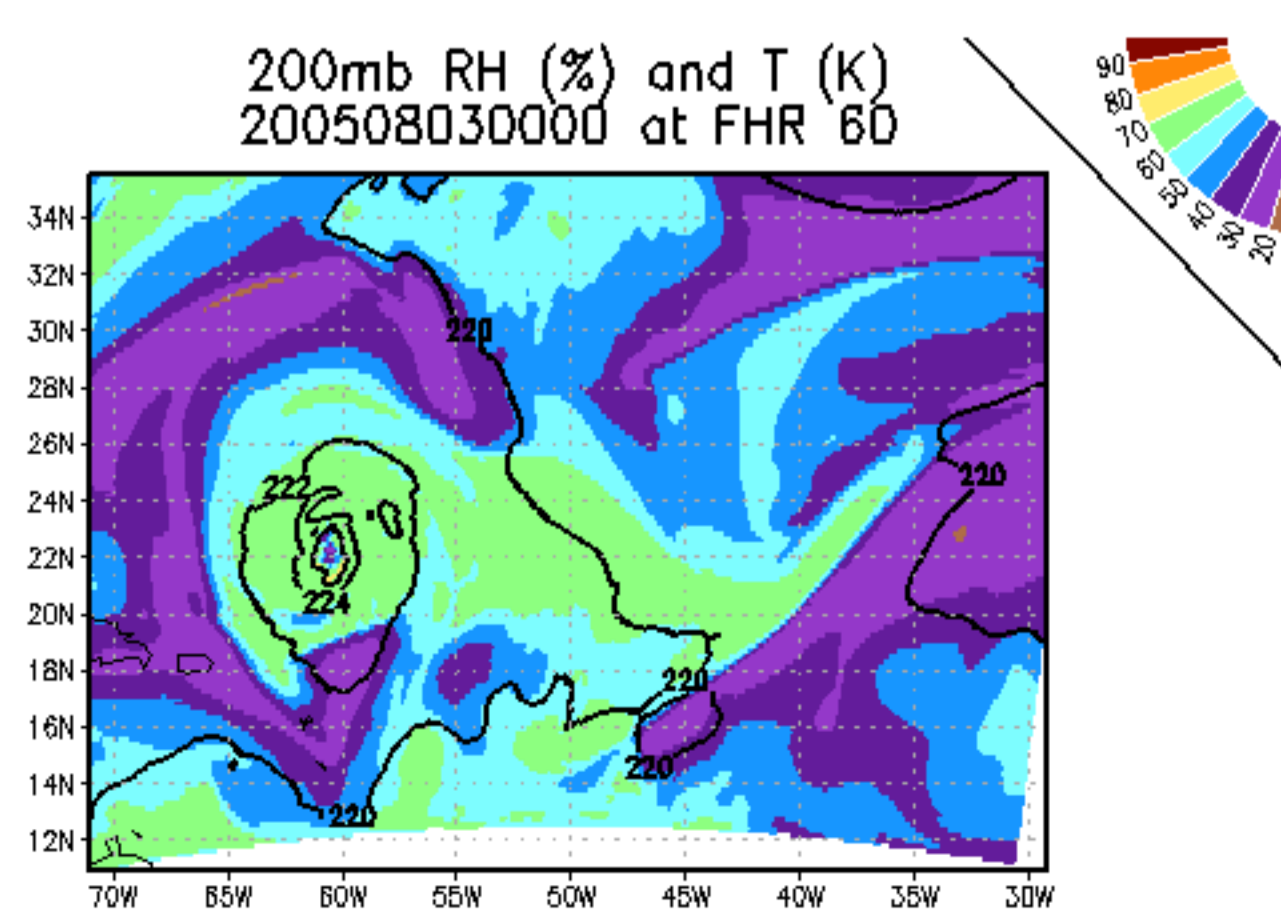 200mb RH (%) and T (K)
200508030000 at FHR 60
90
80
70
60
50
40
30
20
34N
32N
30N
28N
26N
24N
22N
20N
18N
16N
14N
12N
220
220
222
224
220
220
220
70W
65W
60W
55W
50W
45W
40W
35W
30W